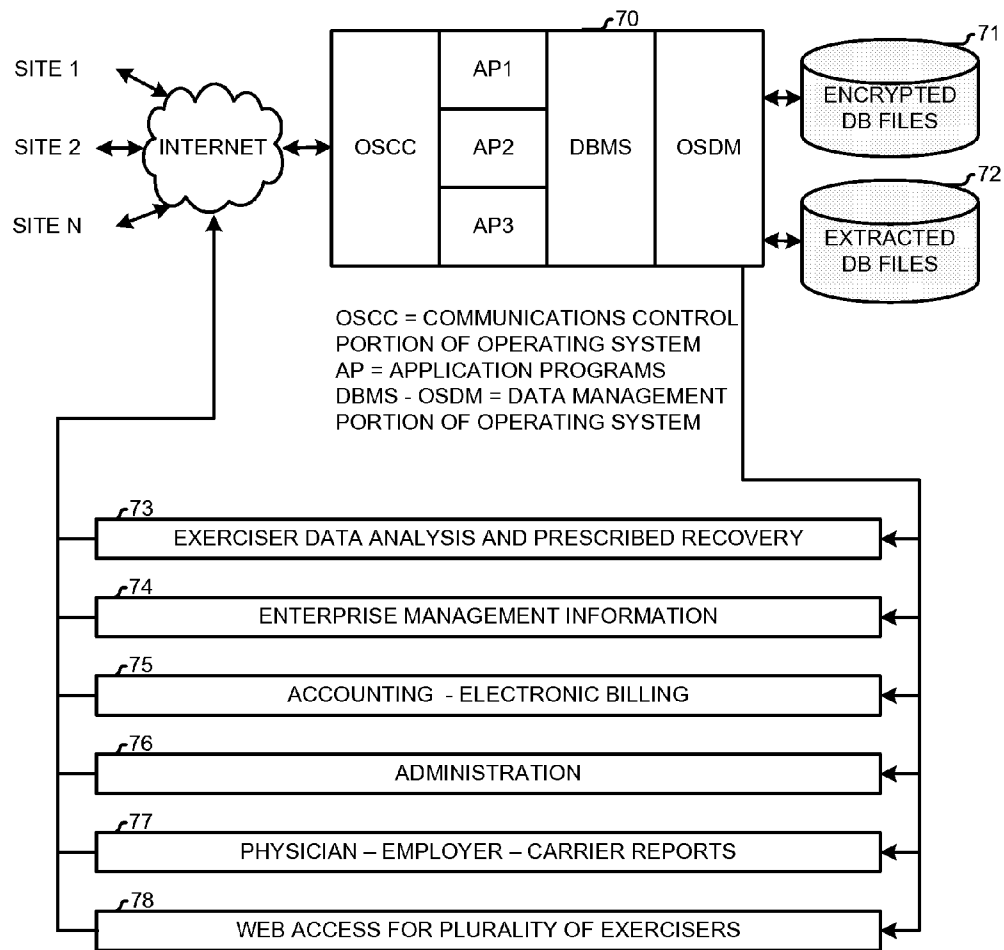 70
71
SITE 1
SITE 2
SITE N
INTERNET
OSCC
AP1
AP2
AP3
DBMS
OSDM
ENCRYPTED
DB FILES
72
EXTRACTED
DB FILES
OSCC = COMMUNICATIONS CONTROL
PORTION OF OPERATING SYSTEM
AP = APPLICATION PROGRAMS
DBMS - OSDM = DATA MANAGEMENT
PORTION OF OPERATING SYSTEM
73
EXERCISER DATA ANALYSIS AND PRESCRIBED RECOVERY
74
ENTERPRISE MANAGEMENT INFORMATION
75
ACCOUNTING - ELECTRONIC BILLING
76
ADMINISTRATION
77
PHYSICIAN – EMPLOYER – CARRIER REPORTS
78
WEB ACCESS FOR PLURALITY OF EXERCISERS